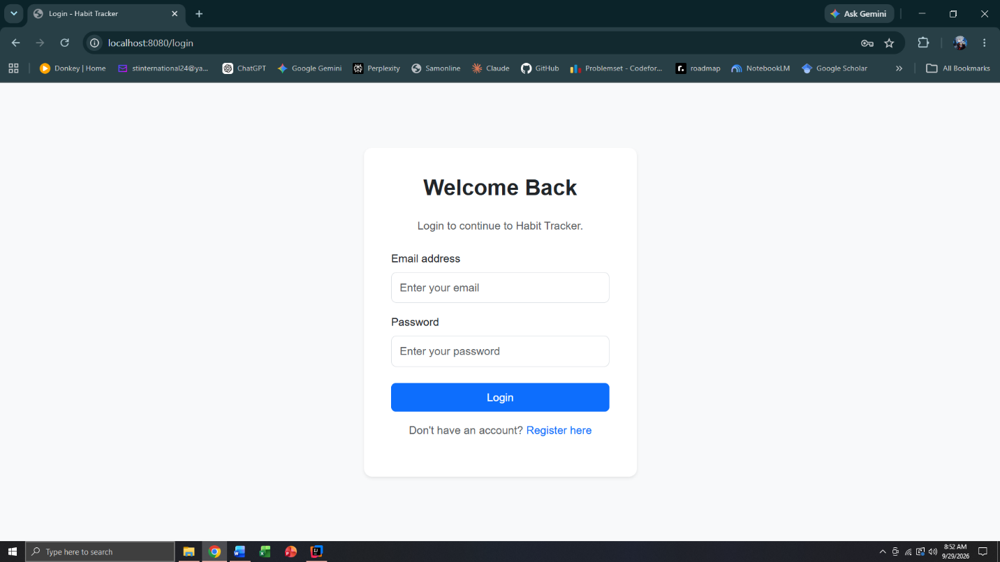 Login - Habit Tracker
Ask Gemini
localhost:8080/login
Donkey | Home
stinternational24@ya...
ChatGPT
Google Gemini
Perplexity
Samonline
Claude
GitHub
Problemset - Codefor...
roadmap
NotebookLM
Google Scholar
All Bookmarks
Welcome Back
Login to continue to Habit Tracker.
Email address
Enter your email
Password
Enter your password
Login
Don't have an account? Register here
Type here to search
8:52 AM
9/29/2026